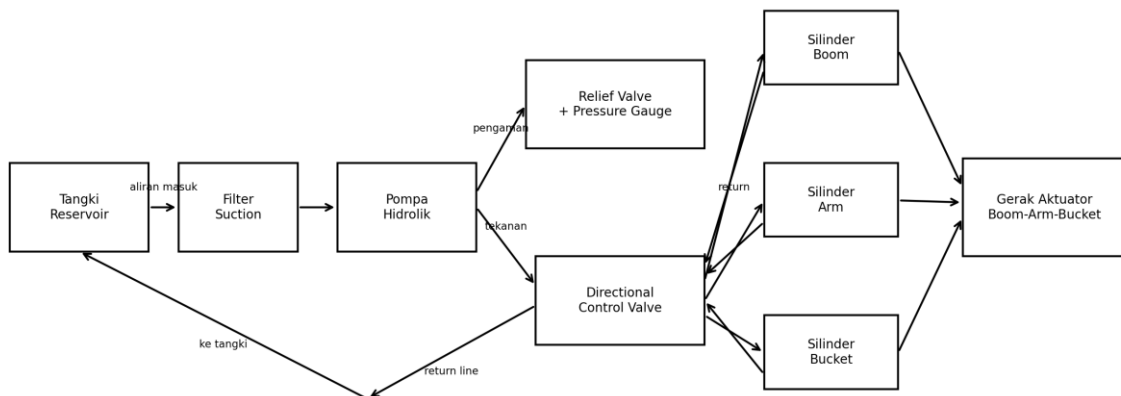 Silinder
Boom
Relief Valve
+ Pressure Gauge
pengaman
Tangki
Reservoir
aliran masuk
Filter
Suction
Pompa
Hidrolik
return
Silinder
Arm
Gerak Aktuator
Boom-Arm-Bucket
tekanan
Directional
Control Valve
ke tangki
return line
Silinder
Bucket